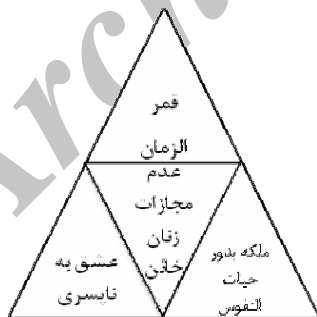 قمر
الزمان
عدم
مجازات
زنان
خائن
ملکه بدور
حیات
النفوس
عشق به
ناپسری